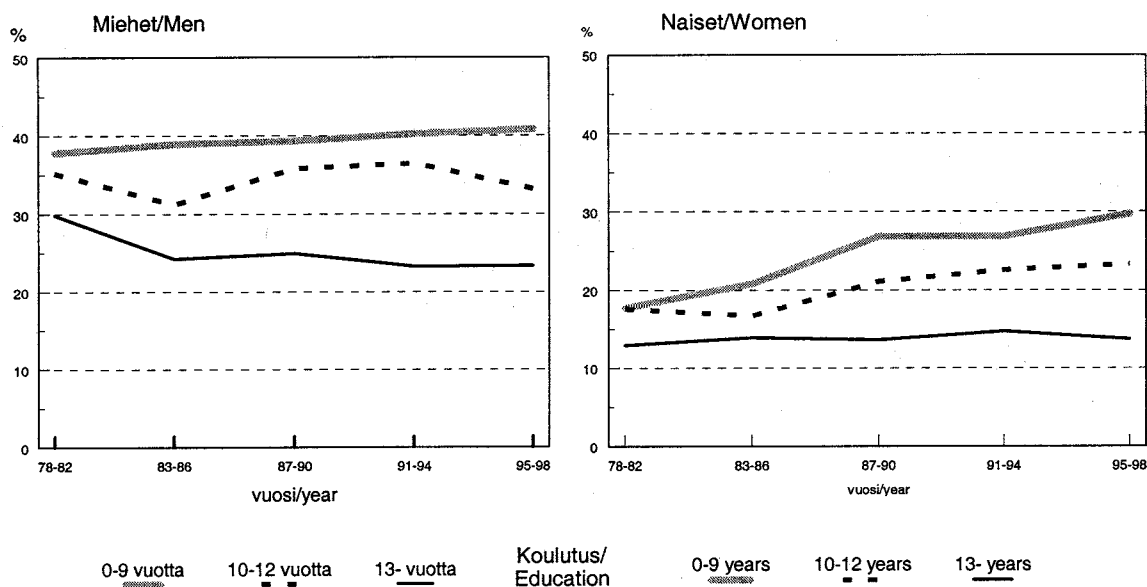 Miehet/Men
%
50
40
30
20
10
0
78-82 83-86 87-90 91-94 95-98
vuosi/year
Naiset/Women
%
50
40
30
20
10
0
78-82 83-86 87-90 91-94 95-98
vuosi/year
0-9 vuotta 10-12 vuotta 13- vuotta
Koulutus/
Education
0-9 years 10-12 years 13- years